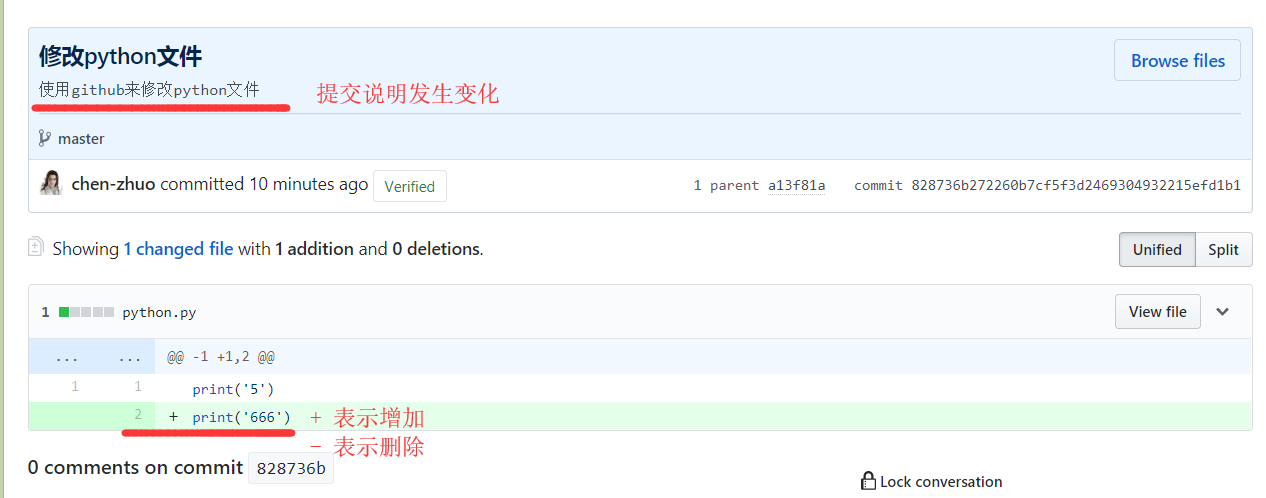 修改python文件
Browse files
使用github来修改python文件
提交说明发生变化
master
chen-zhuo committed 10 minutes ago Verified 1 parent a13f81a commit 828736b272260b7cf5f3d2469304932215efd1b1
Showing 1 changed file with 1 addition and 0 deletions. Unified Split
1 python.py View file
... ... @@ -1 +1,2 @@
1 1 print('5')
2 + print('666') + 表示增加
- 表示删除
0 comments on commit 828736b
Lock conversation